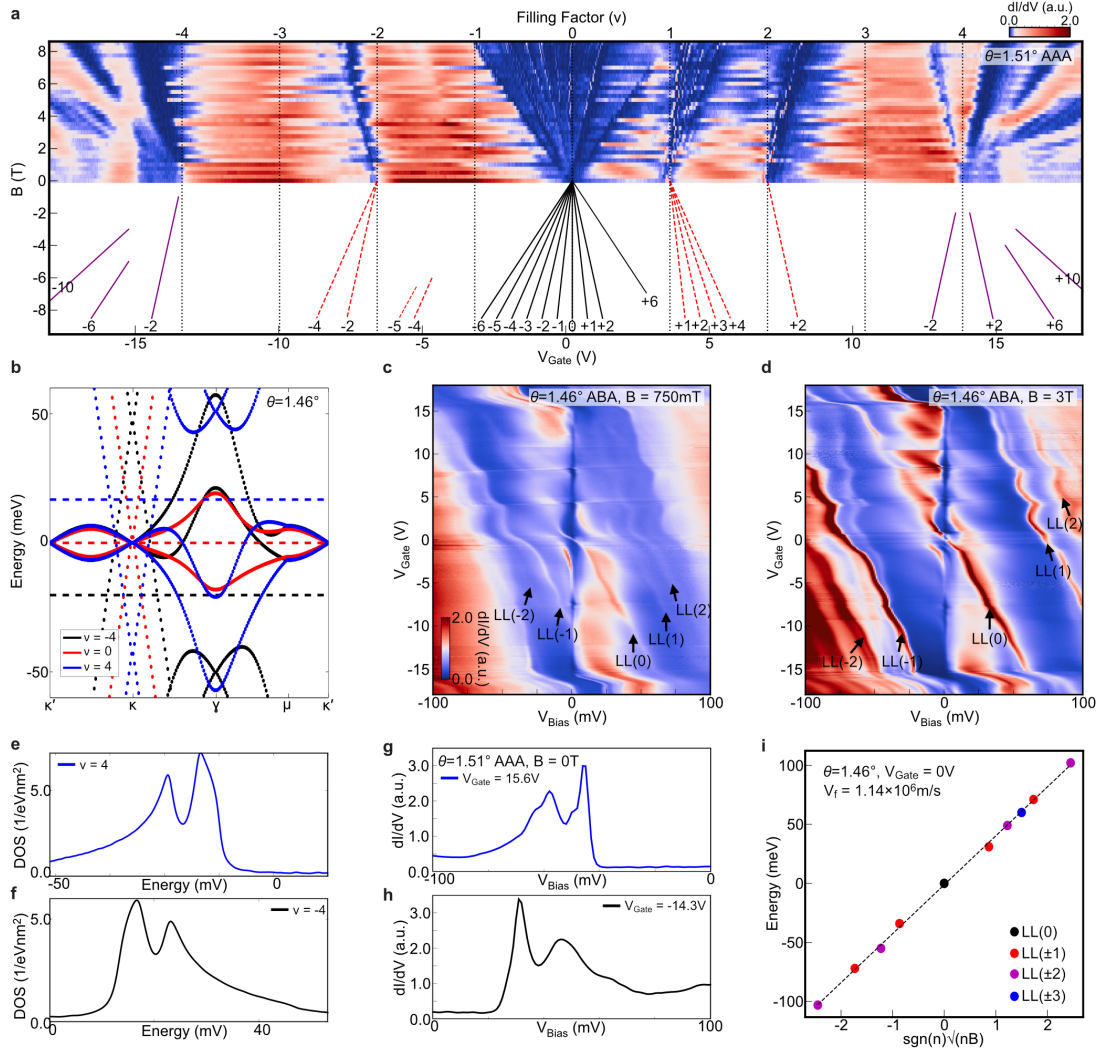 a
Filling Factor (ν)
dI/dV (a.u.)
0.0 2.0
-4 -3 -2 -1 0 1 2 3 4
θ=1.51° AAA
B (T)
8
6
4
2
0
-2
-4
-6
-8
-10 -6 -2 -4 -2 -5 -4 -6 -5 -4 -3 -2 -1 0 +1 +2 +6 +1 +2 +3 +4 +2 -2 +2 +6 +10
-15 -10 -5 0 5 10 15
V_Gate (V)
b
θ=1.46°
Energy (meV)
50
0
-50
ν = -4
ν = 0
ν = 4
κ′ κ γ μ κ′
c
θ=1.46° ABA, B = 750mT
V_Gate (V)
15
10
5
0
-5
-10
-15
LL(-2)
LL(-1)
LL(0)
LL(1)
LL(2)
2.0
0.0
dI/dV (a.u.)
-100 0 100
V_Bias (mV)
d
θ=1.46° ABA, B = 3T
V_Gate (V)
15
10
5
0
-5
-10
-15
LL(2)
LL(1)
LL(0)
LL(-1)
LL(-2)
-100 0 100
V_Bias (mV)
e
ν = 4
DOS (1/eVnm²)
5.0
0.0
-50 0
Energy (mV)
f
ν = -4
DOS (1/eVnm²)
5.0
0.0
0 40
Energy (mV)
g
θ=1.51° AAA, B = 0T
V_Gate = 15.6V
dI/dV (a.u.)
3.0
2.0
1.0
0.0
-100 0
V_Bias (mV)
h
V_Gate = -14.3V
dI/dV (a.u.)
3.0
2.0
1.0
0.0
0 100
V_Bias (mV)
i
θ=1.46°, V_Gate = 0V
V_f = 1.14×10⁶m/s
Energy (meV)
100
50
0
-50
-100
LL(0)
LL(±1)
LL(±2)
LL(±3)
-2 -1 0 1 2
sgn(n)√(nB)